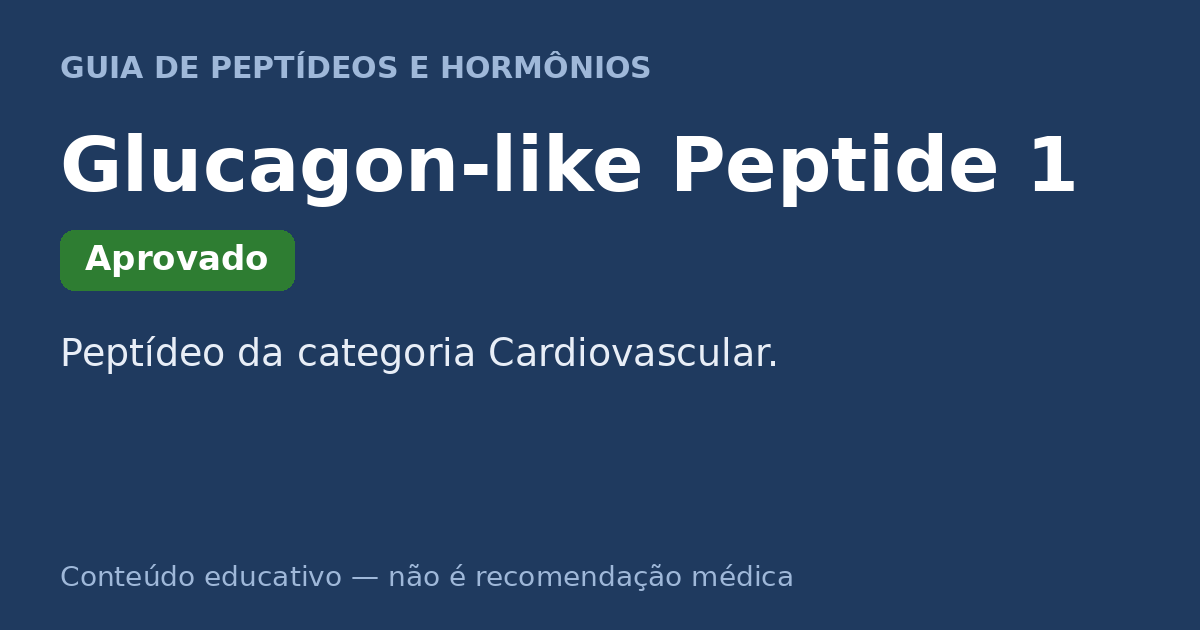 GUIA DE PEPTÍDEOS E HORMÔNIOS
Glucagon-like Peptide 1
Aprovado
Peptídeo da categoria Cardiovascular.
Conteúdo educativo — não é recomendação médica